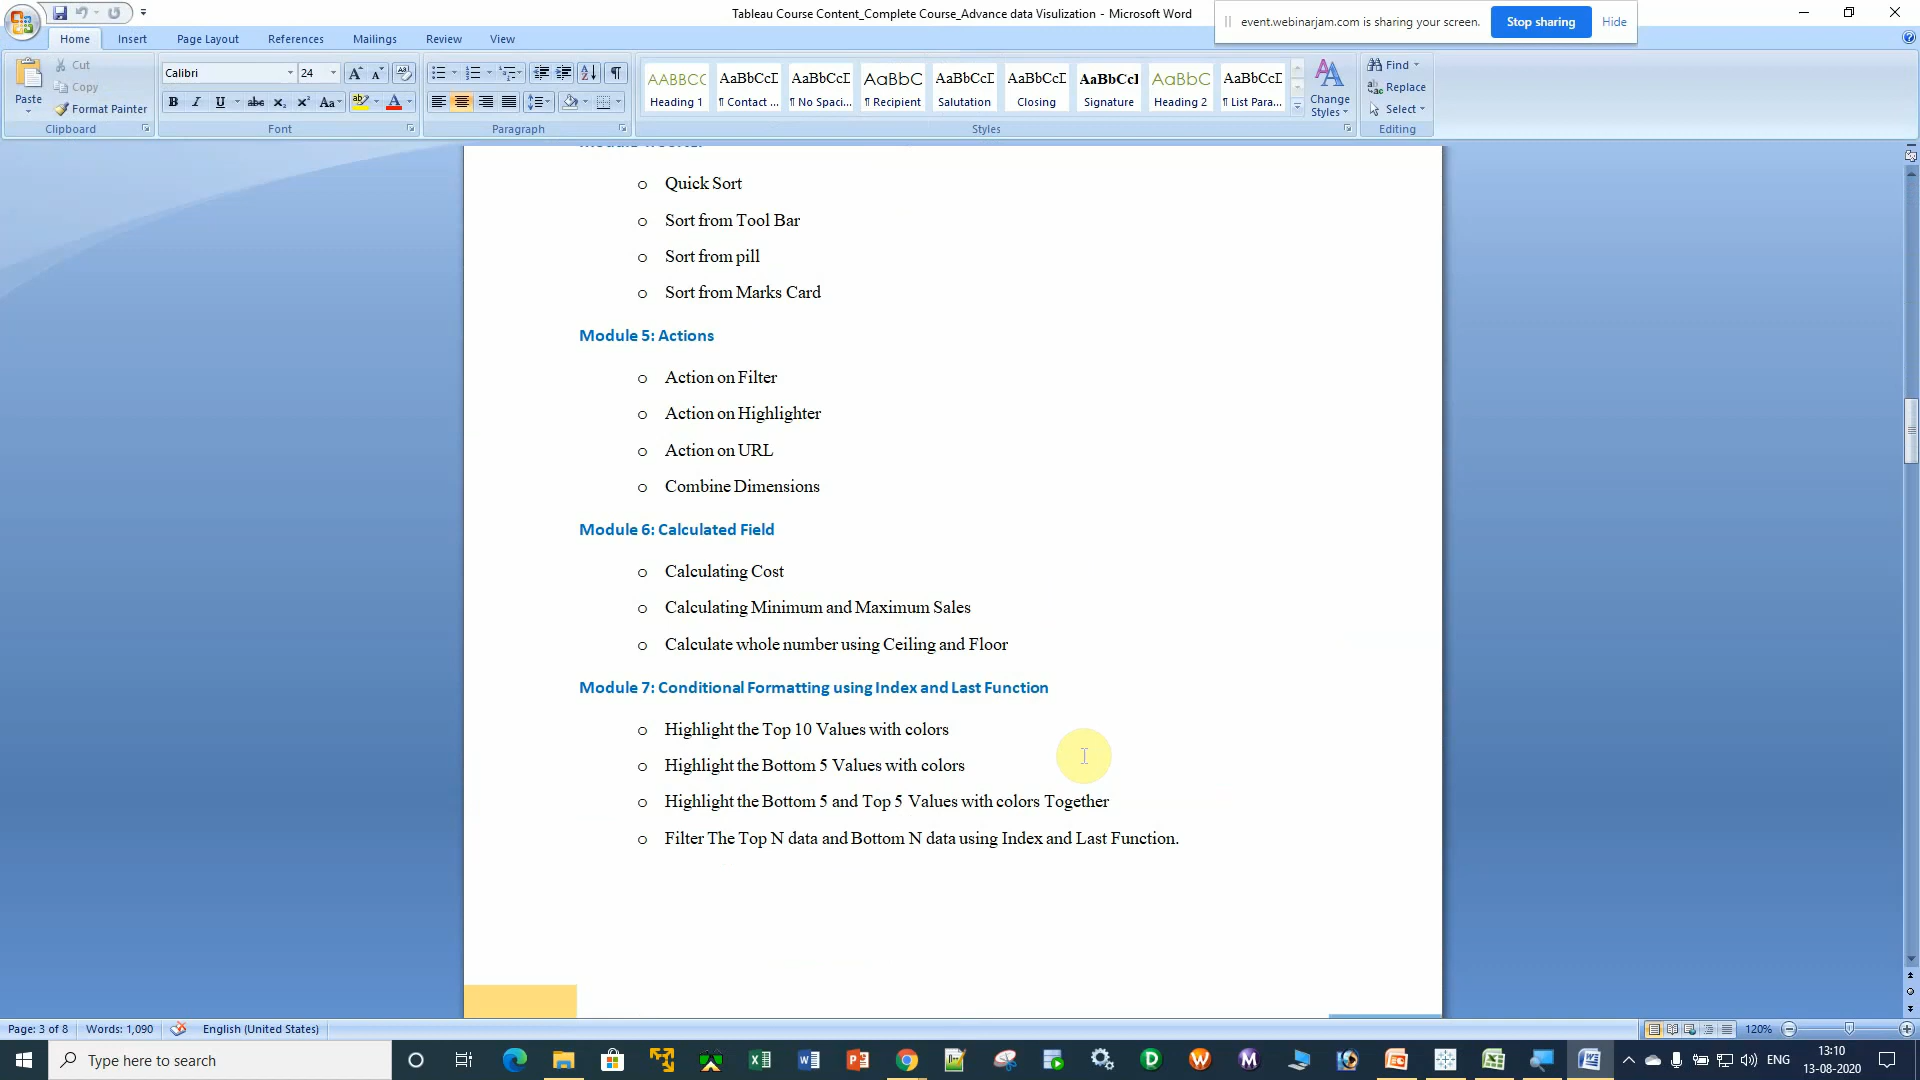 Tableau Course Content_Complete Course_Advance data Visulization - Microsoft Word
event.webinarjam.com is sharing your screen.
Stop sharing
Hide
Home
Insert
Page Layout
References
Mailings
Review
View
Paste
Cut
Copy
Format Painter
Clipboard
Calibri
24
Font
Paragraph
AABBCC
Heading 1
AaBbCcD
¶ Contact ...
AaBbCcD
¶ No Spaci...
AaBbC
¶ Recipient
AaBbCcD
Salutation
AaBbCcD
Closing
AaBbCcD
Signature
AaBbC
Heading 2
AaBbCcD
¶ List Para...
Change
Styles
Styles
Find
Replace
Select
Editing
o Quick Sort
o Sort from Tool Bar
o Sort from pill
o Sort from Marks Card
Module 5: Actions
o Action on Filter
o Action on Highlighter
o Action on URL
o Combine Dimensions
Module 6: Calculated Field
o Calculating Cost
o Calculating Minimum and Maximum Sales
o Calculate whole number using Ceiling and Floor
Module 7: Conditional Formatting using Index and Last Function
o Highlight the Top 10 Values with colors
o Highlight the Bottom 5 Values with colors
o Highlight the Bottom 5 and Top 5 Values with colors Together
o Filter The Top N data and Bottom N data using Index and Last Function.
Page: 3 of 8
Words: 1,090
English (United States)
120%
Type here to search
ENG
13:10
13-08-2020